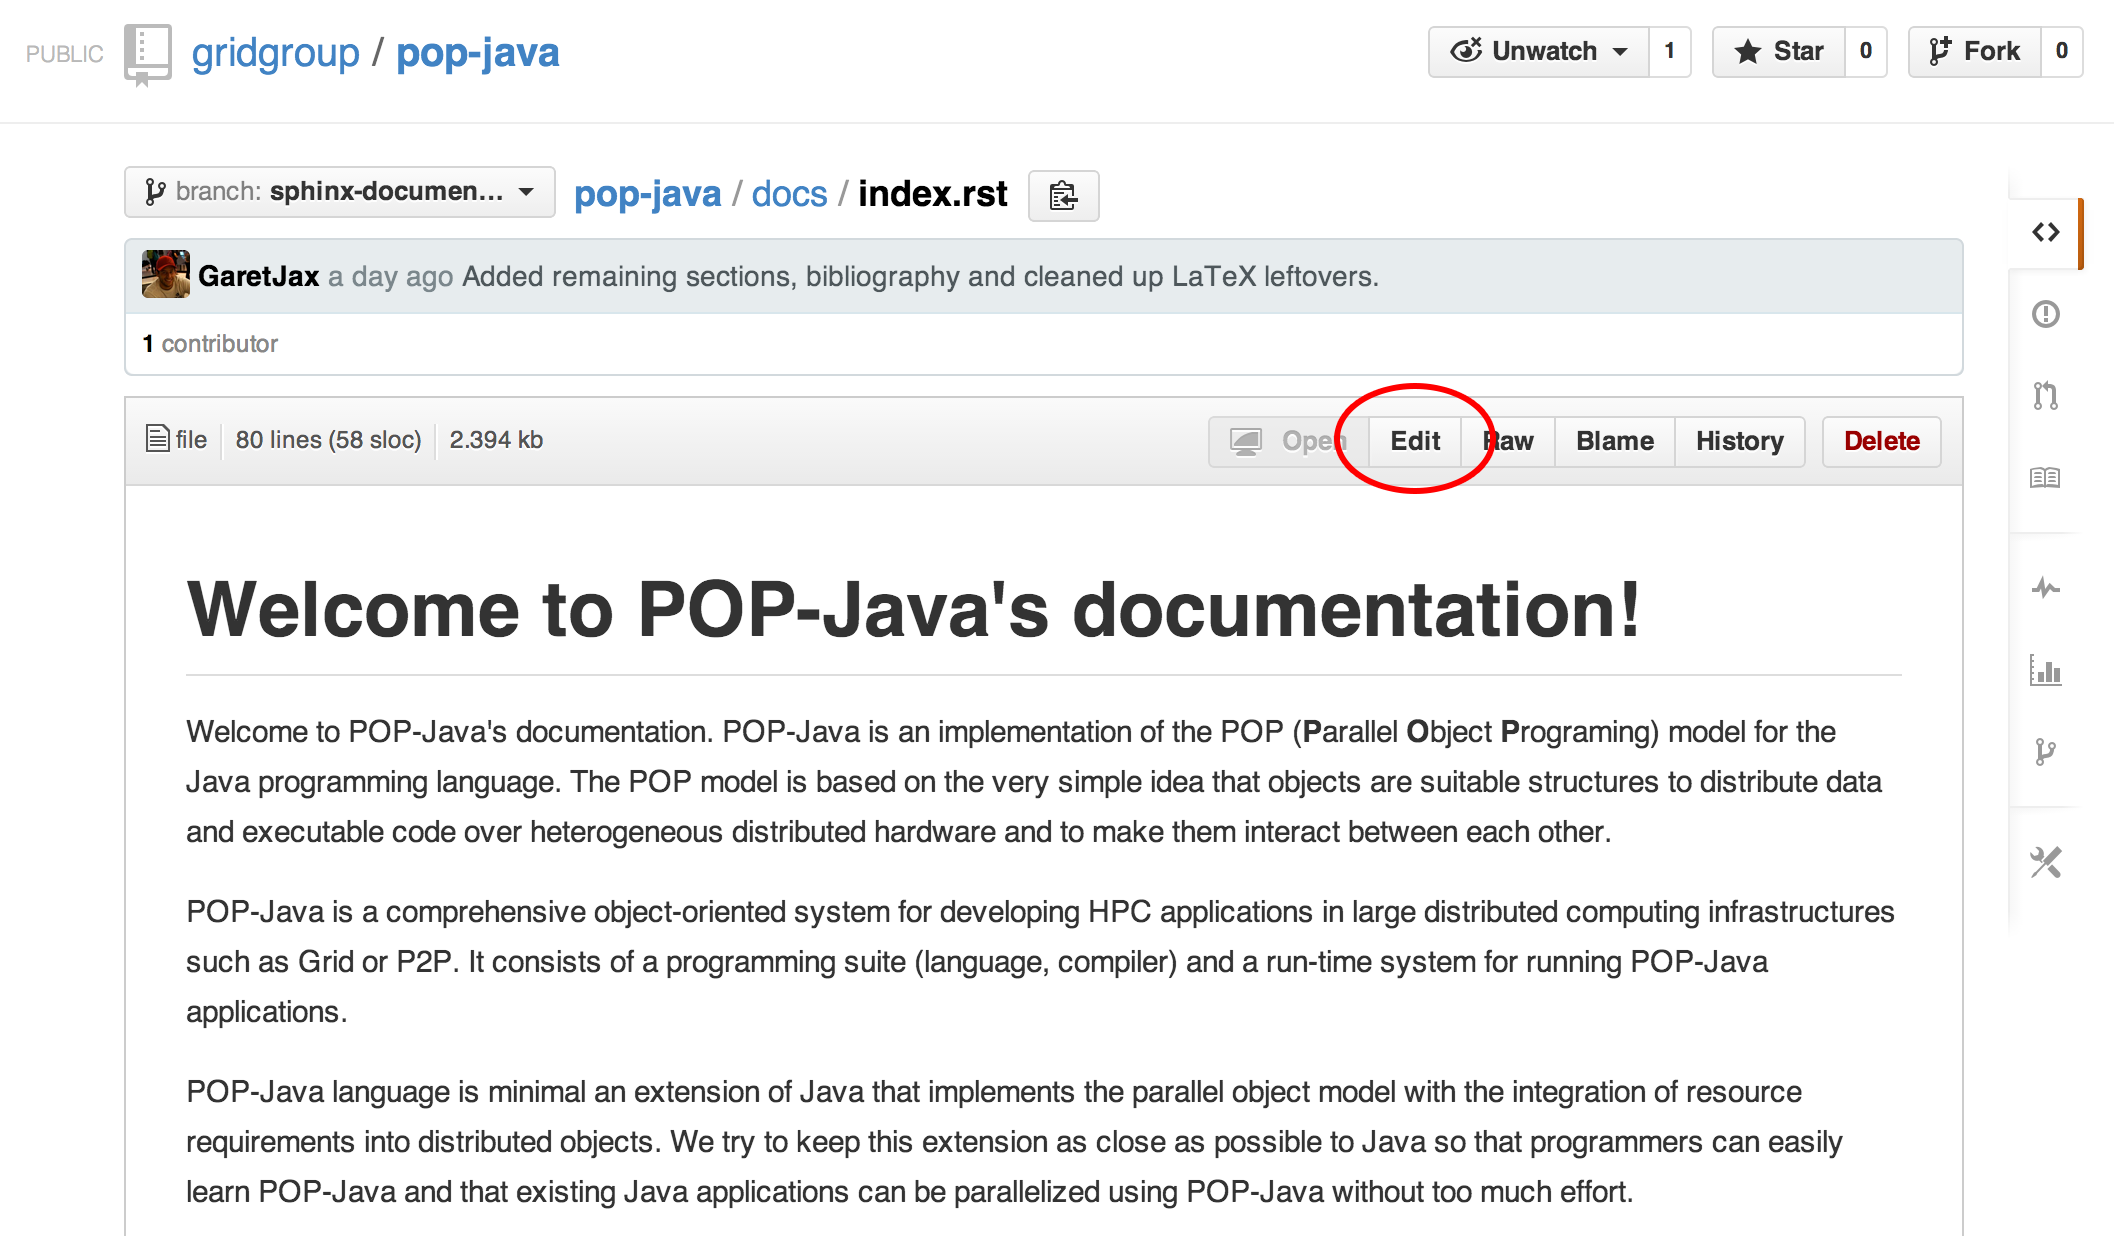 PUBLIC gridgroup / pop-java Unwatch 1 Star 0 Fork 0
branch: sphinx-documen... pop-java / docs / index.rst
GaretJax a day ago Added remaining sections, bibliography and cleaned up LaTeX leftovers.
1 contributor
file 80 lines (58 sloc) 2.394 kb Open Edit Raw Blame History Delete
Welcome to POP-Java's documentation!
Welcome to POP-Java's documentation. POP-Java is an implementation of the POP (Parallel Object Programing) model for the
Java programming language. The POP model is based on the very simple idea that objects are suitable structures to distribute data
and executable code over heterogeneous distributed hardware and to make them interact between each other.
POP-Java is a comprehensive object-oriented system for developing HPC applications in large distributed computing infrastructures
such as Grid or P2P. It consists of a programming suite (language, compiler) and a run-time system for running POP-Java
applications.
POP-Java language is minimal an extension of Java that implements the parallel object model with the integration of resource
requirements into distributed objects. We try to keep this extension as close as possible to Java so that programmers can easily
learn POP-Java and that existing Java applications can be parallelized using POP-Java without too much effort.